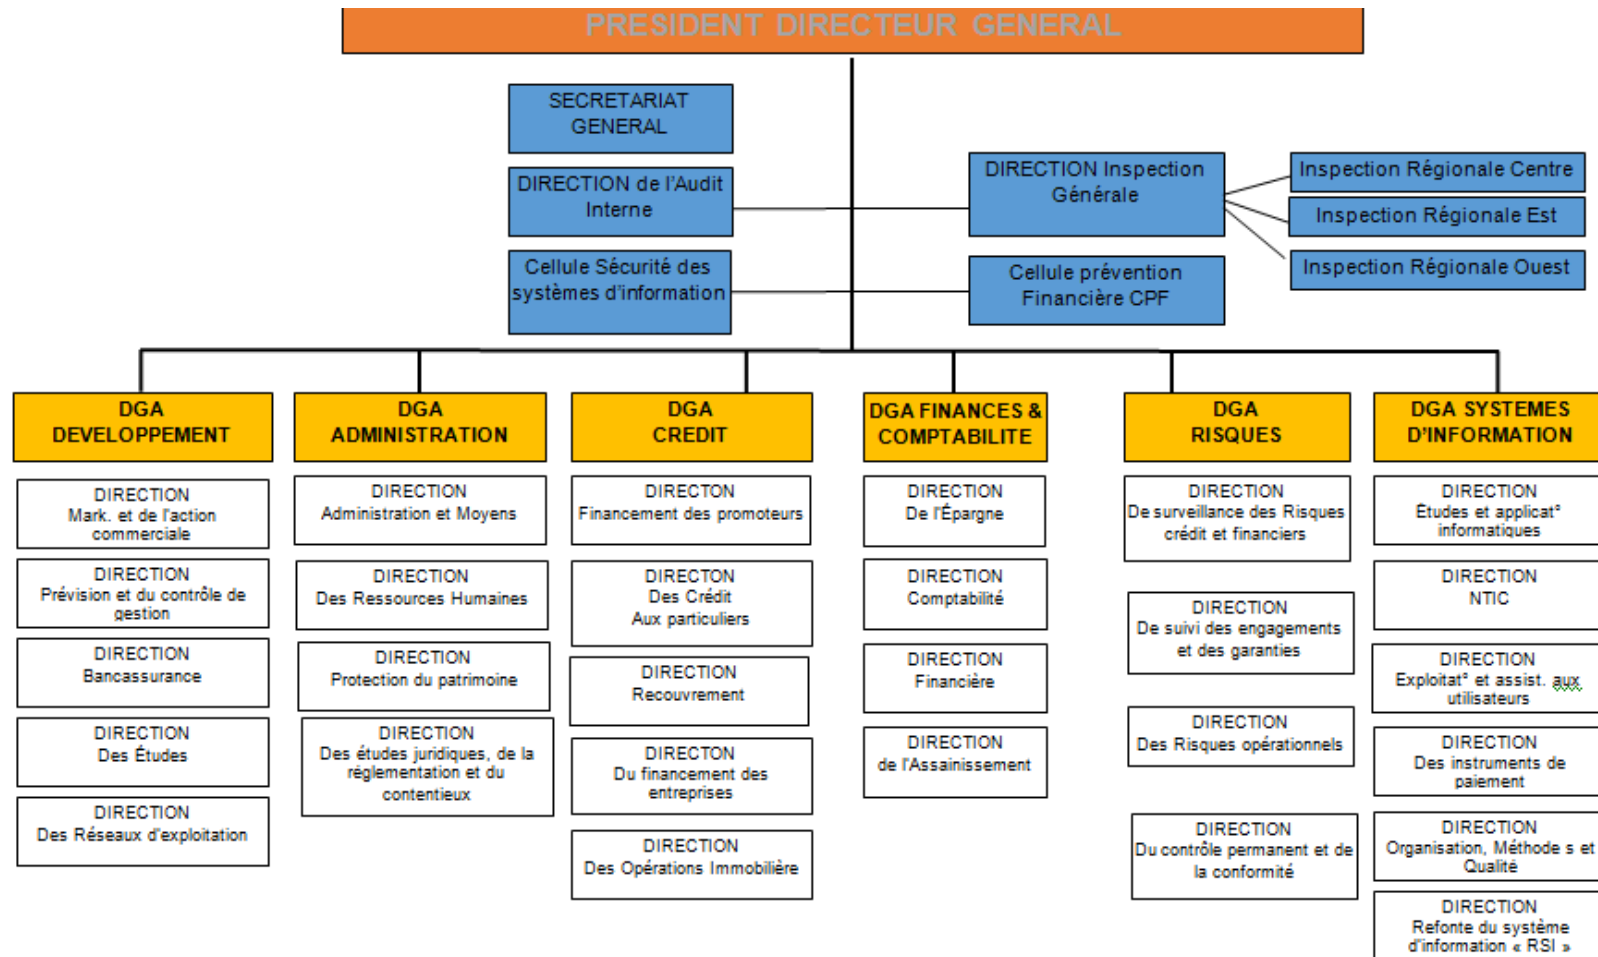 PRESIDENT DIRECTEUR GENERAL
SECRETARIAT
GENERAL
DIRECTION de l'Audit
Interne
DIRECTION Inspection
Générale
Inspection Régionale Centre
Inspection Régionale Est
Inspection Régionale Ouest
Cellule Sécurité des
systèmes d'information
Cellule prévention
Financière CPF
DGA
DEVELOPPEMENT
DIRECTION
Mark. et de l'action
commerciale
DIRECTION
Prévision et du contrôle de
gestion
DIRECTION
Bancassurance
DIRECTION
Des Études
DIRECTION
Des Réseaux d'exploitation
DGA
ADMINISTRATION
DIRECTION
Administration et Moyens
DIRECTION
Des Ressources Humaines
DIRECTION
Protection du patrimoine
DIRECTION
Des études juridiques, de la
réglementation et du
contentieux
DGA
CREDIT
DIRECTON
Financement des promoteurs
DIRECTON
Des Crédit
Aux particuliers
DIRECTION
Recouvrement
DIRECTON
Du financement des
entreprises
DIRECTION
Des Opérations Immobilière
DGA FINANCES &
COMPTABILITE
DIRECTION
De l'Épargne
DIRECTION
Comptabilité
DIRECTION
Financière
DIRECTION
de l'Assainissement
DGA
RISQUES
DIRECTION
De surveillance des Risques
crédit et financiers
DIRECTION
De suivi des engagements
et des garanties
DIRECTION
Des Risques opérationnels
DIRECTION
Du contrôle permanent et de
la conformité
DGA SYSTEMES
D'INFORMATION
DIRECTION
Études et applicat°
informatiques
DIRECTION
NTIC
DIRECTION
Exploitat° et assist. aux
utilisateurs
DIRECTION
Des instruments de
paiement
DIRECTION
Organisation, Méthode s et
Qualité
DIRECTION
Refonte du système
d'information « RSI »